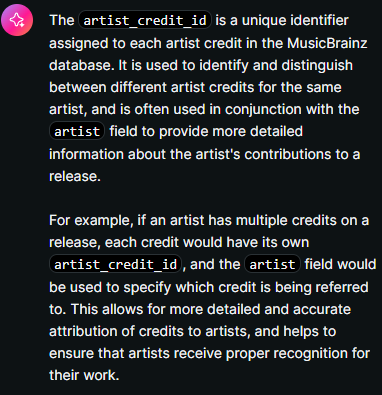 The artist_credit_id is a unique identifier
assigned to each artist credit in the MusicBrainz
database. It is used to identify and distinguish
between different artist credits for the same
artist, and is often used in conjunction with the
artist field to provide more detailed
information about the artist's contributions to a
release.
For example, if an artist has multiple credits on a
release, each credit would have its own
artist_credit_id, and the artist field would
be used to specify which credit is being referred
to. This allows for more detailed and accurate
attribution of credits to artists, and helps to
ensure that artists receive proper recognition for
their work.